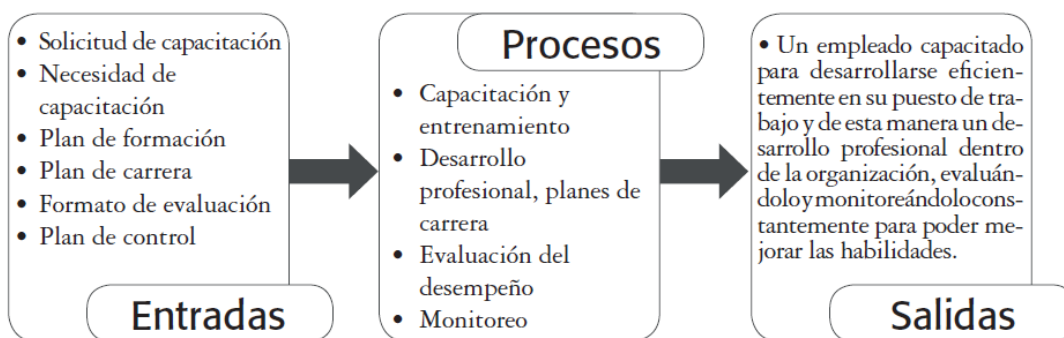 • Solicitud de capacitación
• Necesidad de
capacitación
• Plan de formación
• Plan de carrera
• Formato de evaluación
• Plan de control
Entradas
Procesos
• Capacitación y
entrenamiento
• Desarrollo
profesional, planes de
carrera
• Evaluación del
desempeño
• Monitoreo
• Un empleado capacitado
para desarrollarse eficien-
temente en su puesto de tra-
bajo y de esta manera un de-
sarrollo profesional dentro
de la organización, evaluán-
dolo y monitoreándolo cons-
tantemente para poder me-
jorar las habilidades.
Salidas